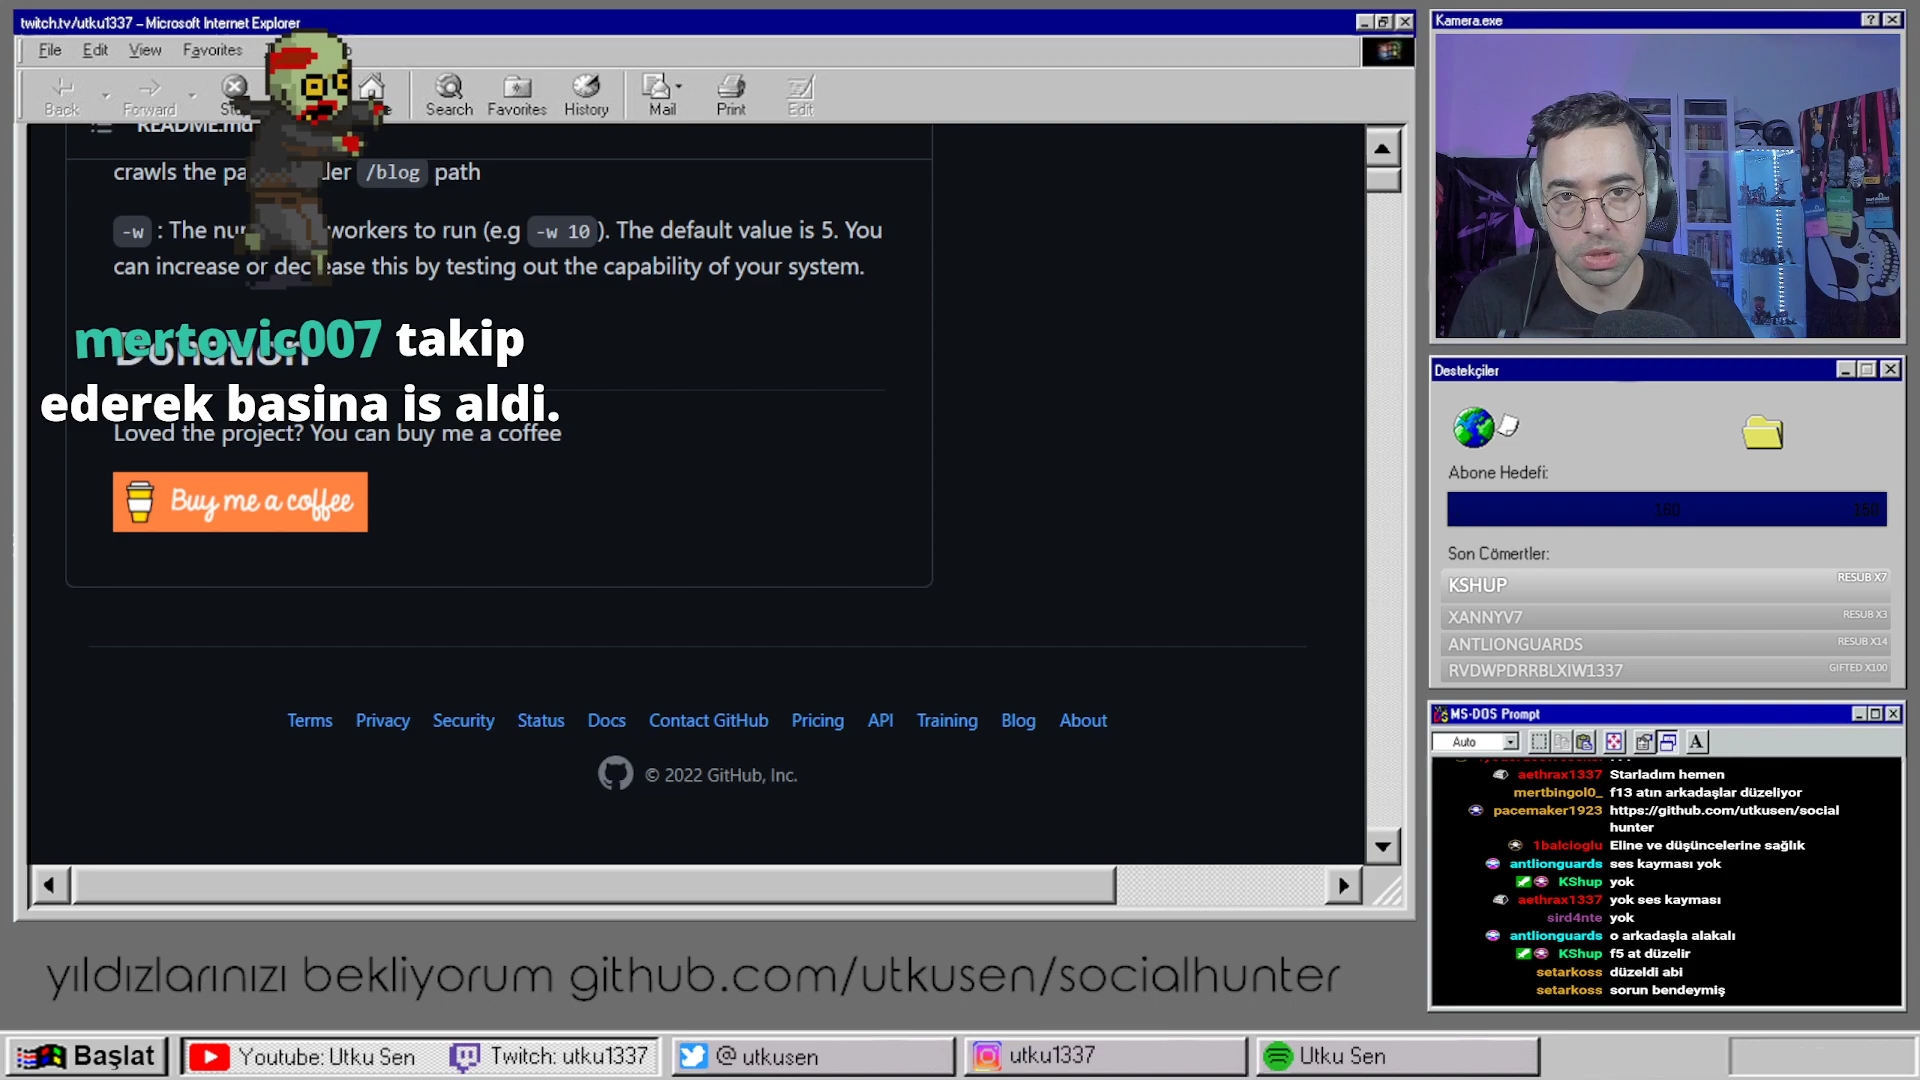 twitch.tv/utku1337 – Microsoft Internet Explorer
File Edit View Favorites
Back Forward Search Favorites History Mail Print Edit
README.md
/blog path
-w : The workers to run (e.g -w 10 ). The default value is 5. You
can increase or decrease this by testing out the capability of your system.
Donation
mertovic007 takip
ederek basina is aldi.
Loved the project? You can buy me a coffee
Buy me a coffee
Terms Privacy Security Status Docs Contact GitHub Pricing API Training Blog About
© 2022 GitHub, Inc.
yıldızlarınızı bekliyorum github.com/utkusen/socialhunter
Kamera.exe
Destekçiler
Abone Hedefi:
160 150
Son Cömertler:
KSHUP RESUB X7
XANNYV7 RESUB X3
ANTLIONGUARDS RESUB X14
RVDWPDRRBLXIW1337 GIFTED X100
MS-DOS Prompt
Auto A
aethrax1337 Starladım hemen
mertbingol0_ f13 atın arkadaşlar düzeliyor
pacemaker1923 https://github.com/utkusen/social
hunter
1balcioglu Eline ve düşüncelerine sağlık
antlionguards ses kayması yok
KShup yok
aethrax1337 yok ses kayması
sird4nte yok
antlionguards o arkadaşla alakalı
KShup f5 at düzelir
setarkoss düzeldi abi
setarkoss sorun bendeymiş
Başlat Youtube: Utku Sen Twitch: utku1337 @utkusen utku1337 Utku Sen